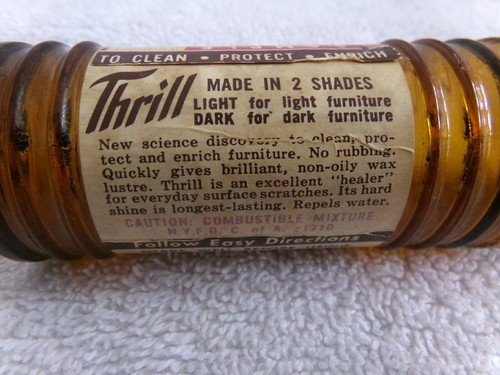 TO CLEAN • PROTECT • ENRICH
Thrill
MADE IN 2 SHADES
LIGHT for light furniture
DARK for dark furniture
New science discovery to clean, pro-
tect and enrich furniture. No rubbing.
Quickly gives brilliant, non-oily wax
lustre. Thrill is an excellent "healer"
for everyday surface scratches. Its hard
shine is longest-lasting. Repels water.
CAUTION: COMBUSTIBLE MIXTURE
N.Y.F.D. C. of A. #1710
Follow Easy Directions